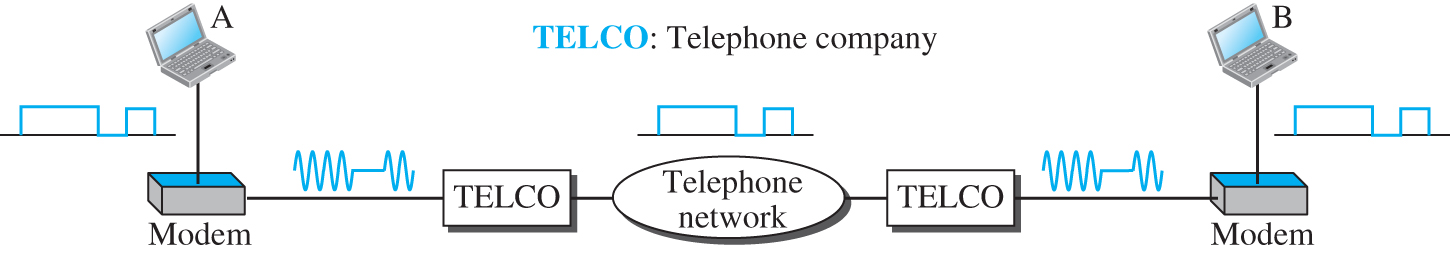 A
TELCO: Telephone company
B
TELCO
Telephone
network
TELCO
Modem
Modem